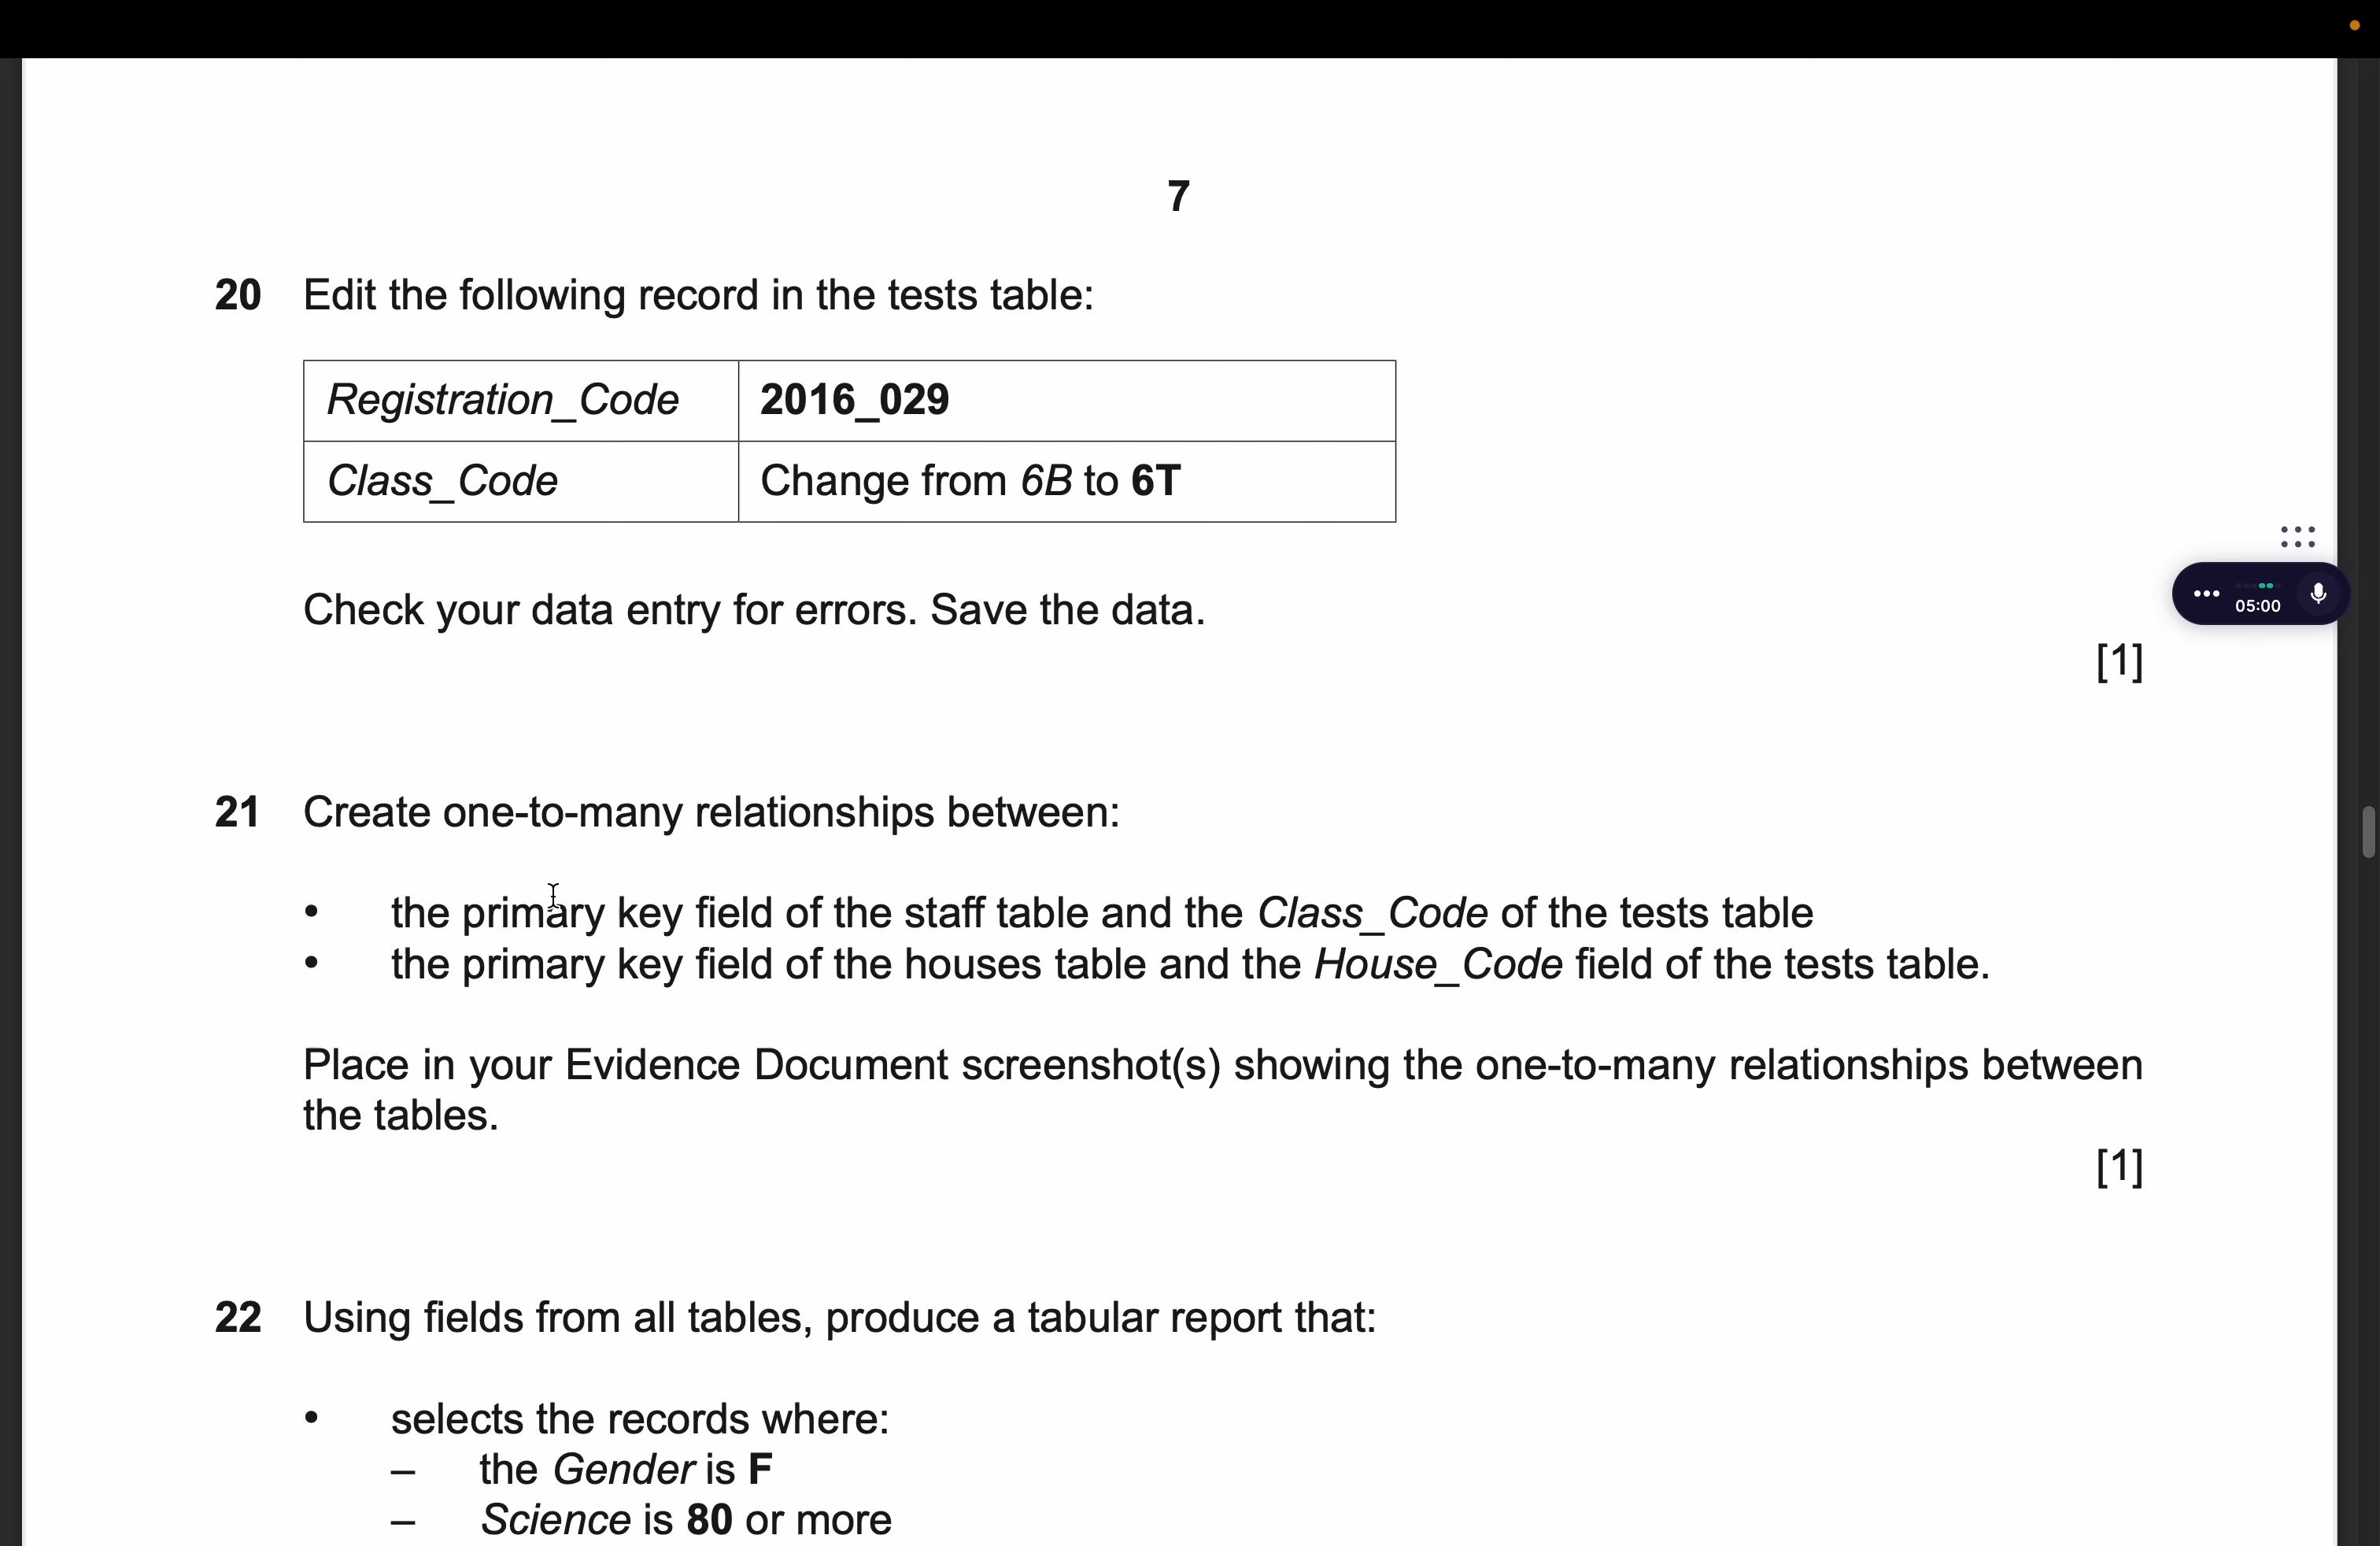 7
20 Edit the following record in the tests table:
Registration_Code 2016_029
Class_Code Change from 6B to 6T
Check your data entry for errors. Save the data.
05:00
[1]
21 Create one-to-many relationships between:
• the primary key field of the staff table and the Class_Code of the tests table
• the primary key field of the houses table and the House_Code field of the tests table.
Place in your Evidence Document screenshot(s) showing the one-to-many relationships between
the tables.
[1]
22 Using fields from all tables, produce a tabular report that:
• selects the records where:
– the Gender is F
– Science is 80 or more